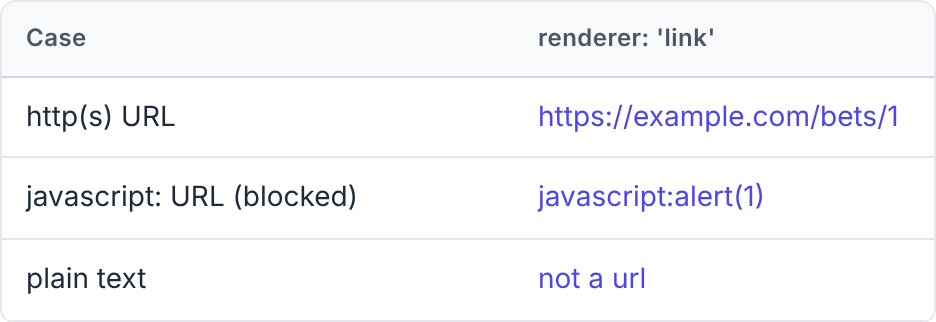 Case renderer: 'link'
http(s) URL https://example.com/bets/1
javascript: URL (blocked) javascript:alert(1)
plain text not a url